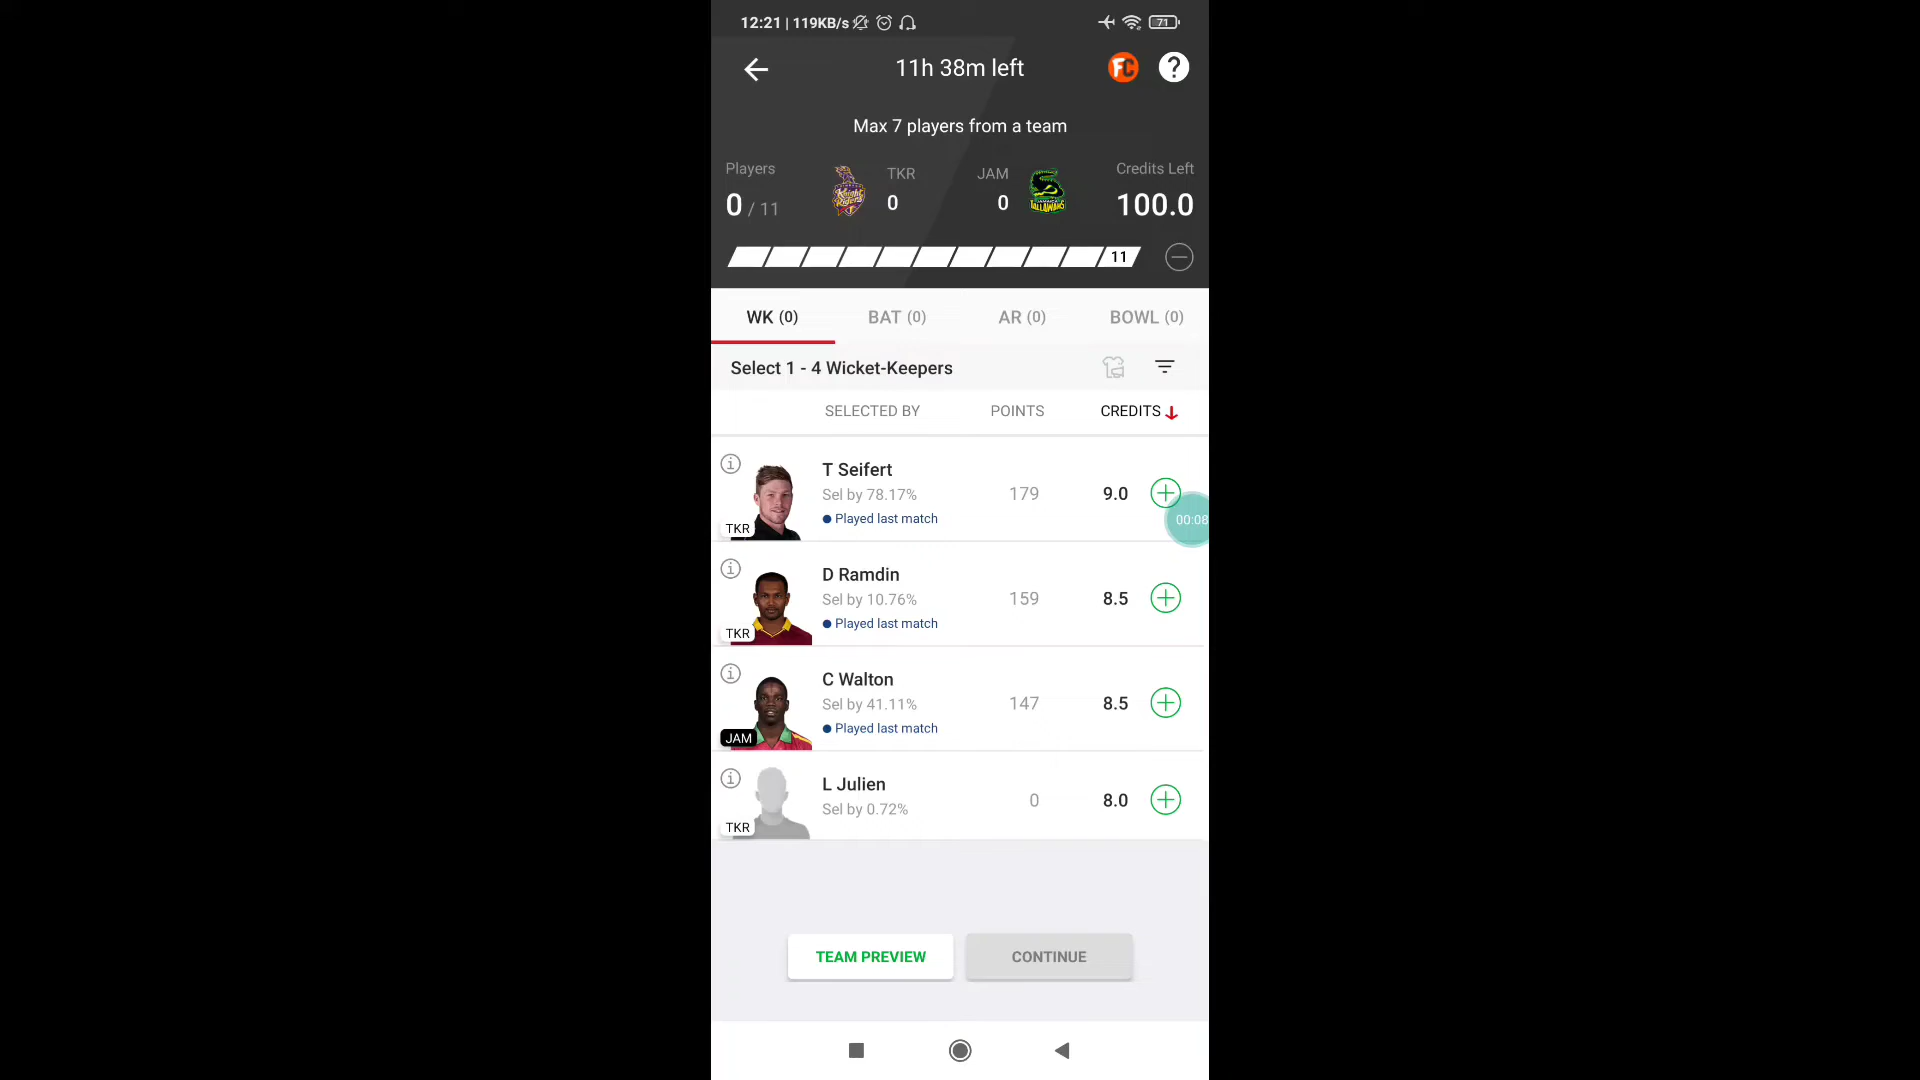 12:21 | 119KB/s 71
11h 38m left FC ?
Max 7 players from a team
Players TKR JAM Credits Left
0 / 11 0 0 100.0
11
WK (0) BAT (0) AR (0) BOWL (0)
Select 1 - 4 Wicket-Keepers
SELECTED BY POINTS CREDITS
T Seifert
Sel by 78.17% 179 9.0
Played last match
TKR
00:08
D Ramdin
Sel by 10.76% 159 8.5
Played last match
TKR
C Walton
Sel by 41.11% 147 8.5
Played last match
JAM
L Julien
Sel by 0.72% 0 8.0
TKR
TEAM PREVIEW CONTINUE